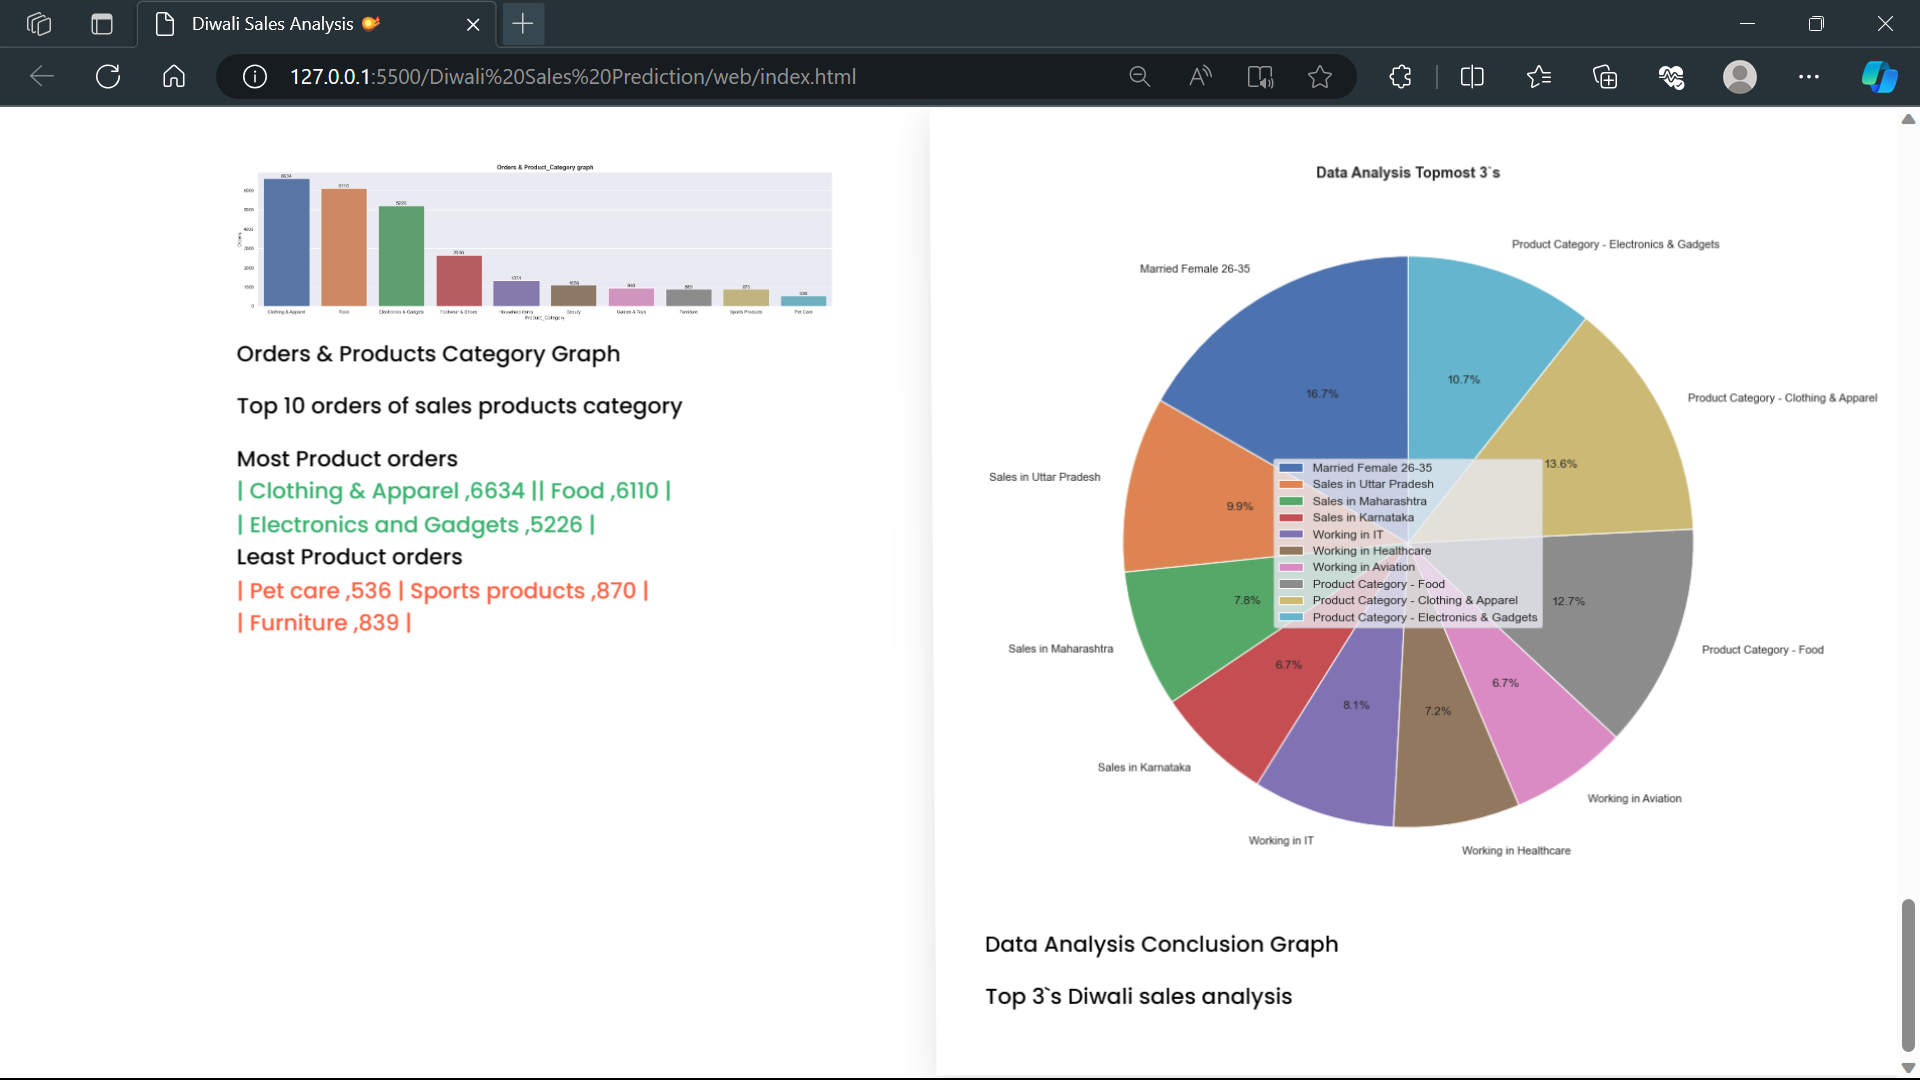 Diwali Sales Analysis
127.0.0.1:5500/Diwali%20Sales%20Prediction/web/index.html
Orders & Product_Category graph
6634
6110
5226
1076
536
6000
5000
4000
3000
2000
1000
0
Orders
Clothing & Apparel
Food
Electronics & Gadgets
Footwear & Shoes
Household items
Beauty
Games & Toys
Furniture
Sports Products
Pet Care
Product_Category
Orders & Products Category Graph
Top 10 orders of sales products category
Most Product orders
| Clothing & Apparel ,6634 || Food ,6110 |
| Electronics and Gadgets ,5226 |
Least Product orders
| Pet care ,536 | Sports products ,870 |
| Furniture ,839 |
Data Analysis Topmost 3`s
Product Category - Electronics & Gadgets
Married Female 26-35
10.7%
16.7%
Product Category - Clothing & Apparel
13.6%
Sales in Uttar Pradesh
9.9%
Married Female 26-35
Sales in Uttar Pradesh
Sales in Maharashtra
Sales in Karnataka
Working in IT
Working in Healthcare
Working in Aviation
Product Category - Food
Product Category - Clothing & Apparel
Product Category - Electronics & Gadgets
7.8%
12.7%
Sales in Maharashtra
Product Category - Food
6.7%
6.7%
8.1%
7.2%
Sales in Karnataka
Working in Aviation
Working in IT
Working in Healthcare
Data Analysis Conclusion Graph
Top 3`s Diwali sales analysis